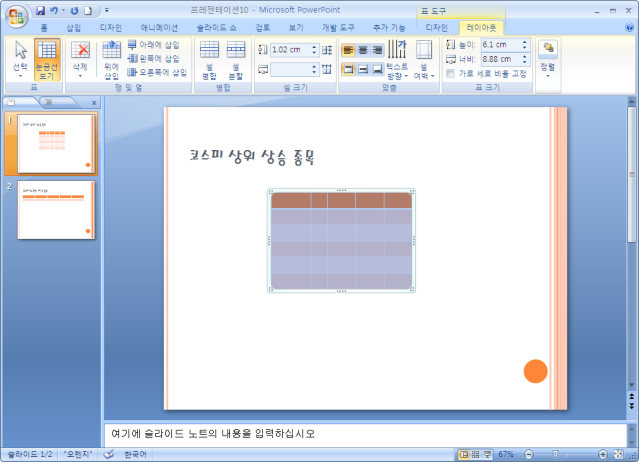 프레젠테이션10 - Microsoft PowerPoint
표 도구
홈 삽입 디자인 애니메이션 슬라이드 쇼 검토 보기 개발 도구 추가 기능 디자인 레이아웃
선택
눈금선 보기
표
삭제
위에 삽입
아래에 삽입
왼쪽에 삽입
오른쪽에 삽입
행 및 열
셀 병합
셀 분할
병합
1.02 cm
셀 크기
텍스트 방향
셀 여백
맞춤
높이: 6.1 cm
너비: 8.88 cm
가로 세로 비율 고정
표 크기
정렬
1
2
코스피 상위 상승 종목
여기에 슬라이드 노트의 내용을 입력하십시오
슬라이드 1/2 "오렌지" 한국어 67%